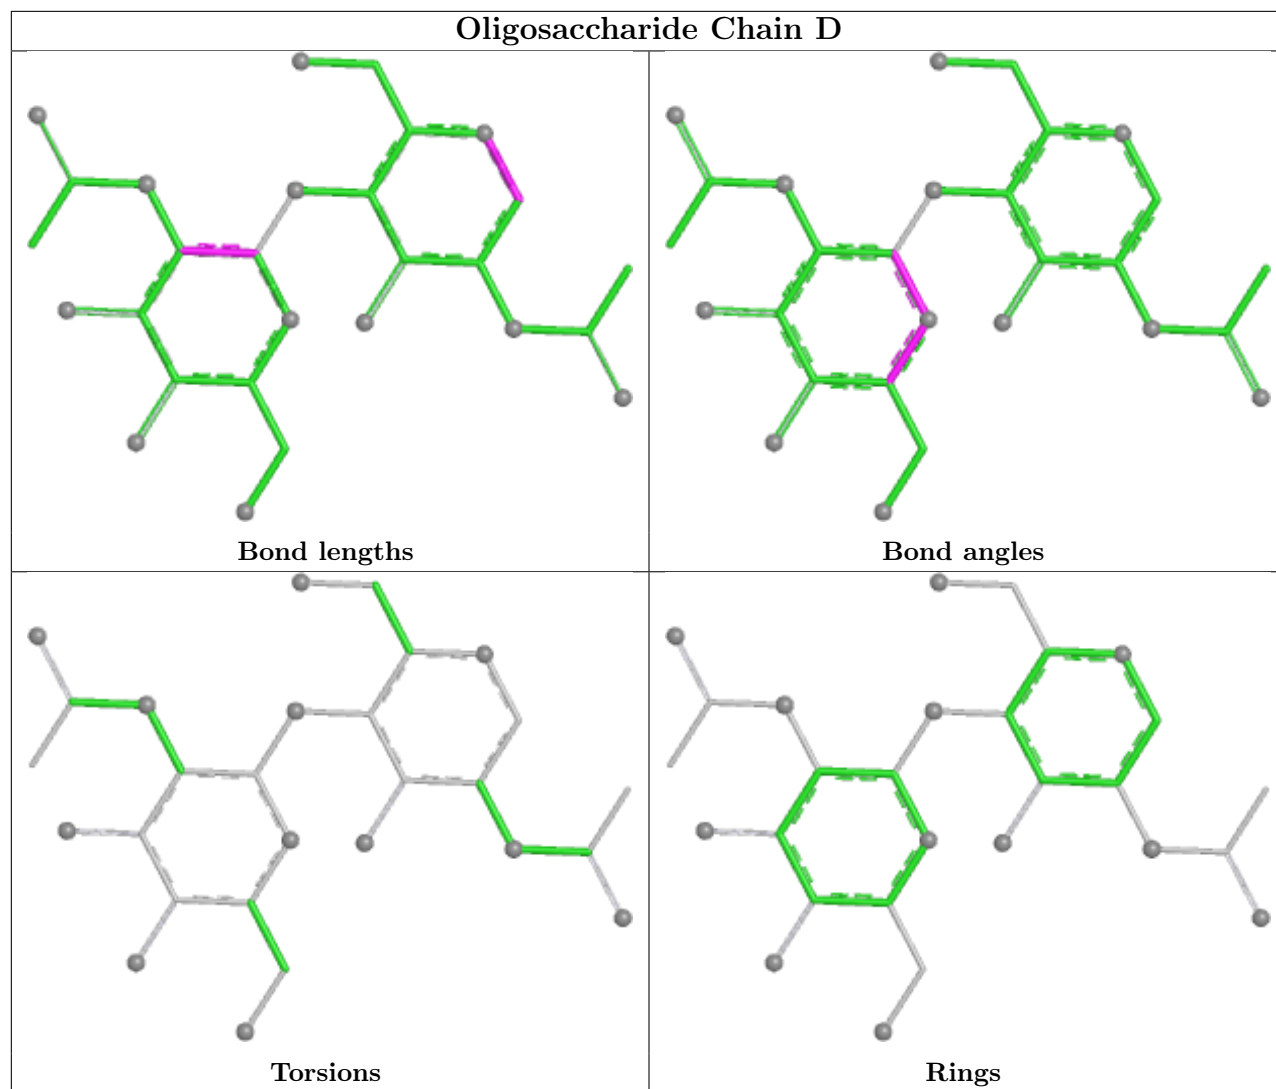 Oligosaccharide Chain D
Bond lengths
Bond angles
Torsions
Rings